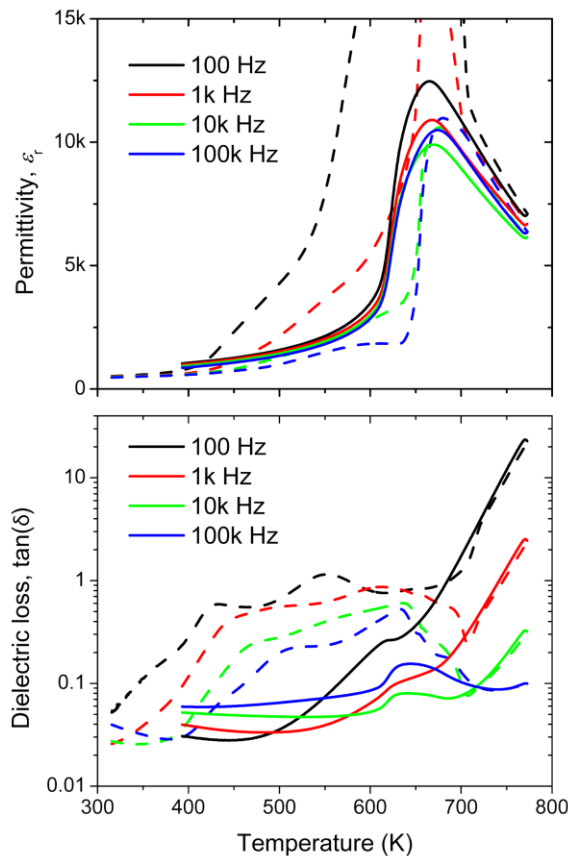 15k
10k
5k
0
Permittivity, εr
100 Hz
1k Hz
10k Hz
100k Hz
10
1
0.1
0.01
Dielectric loss, tan(δ)
100 Hz
1k Hz
10k Hz
100k Hz
300 400 500 600 700 800
Temperature (K)